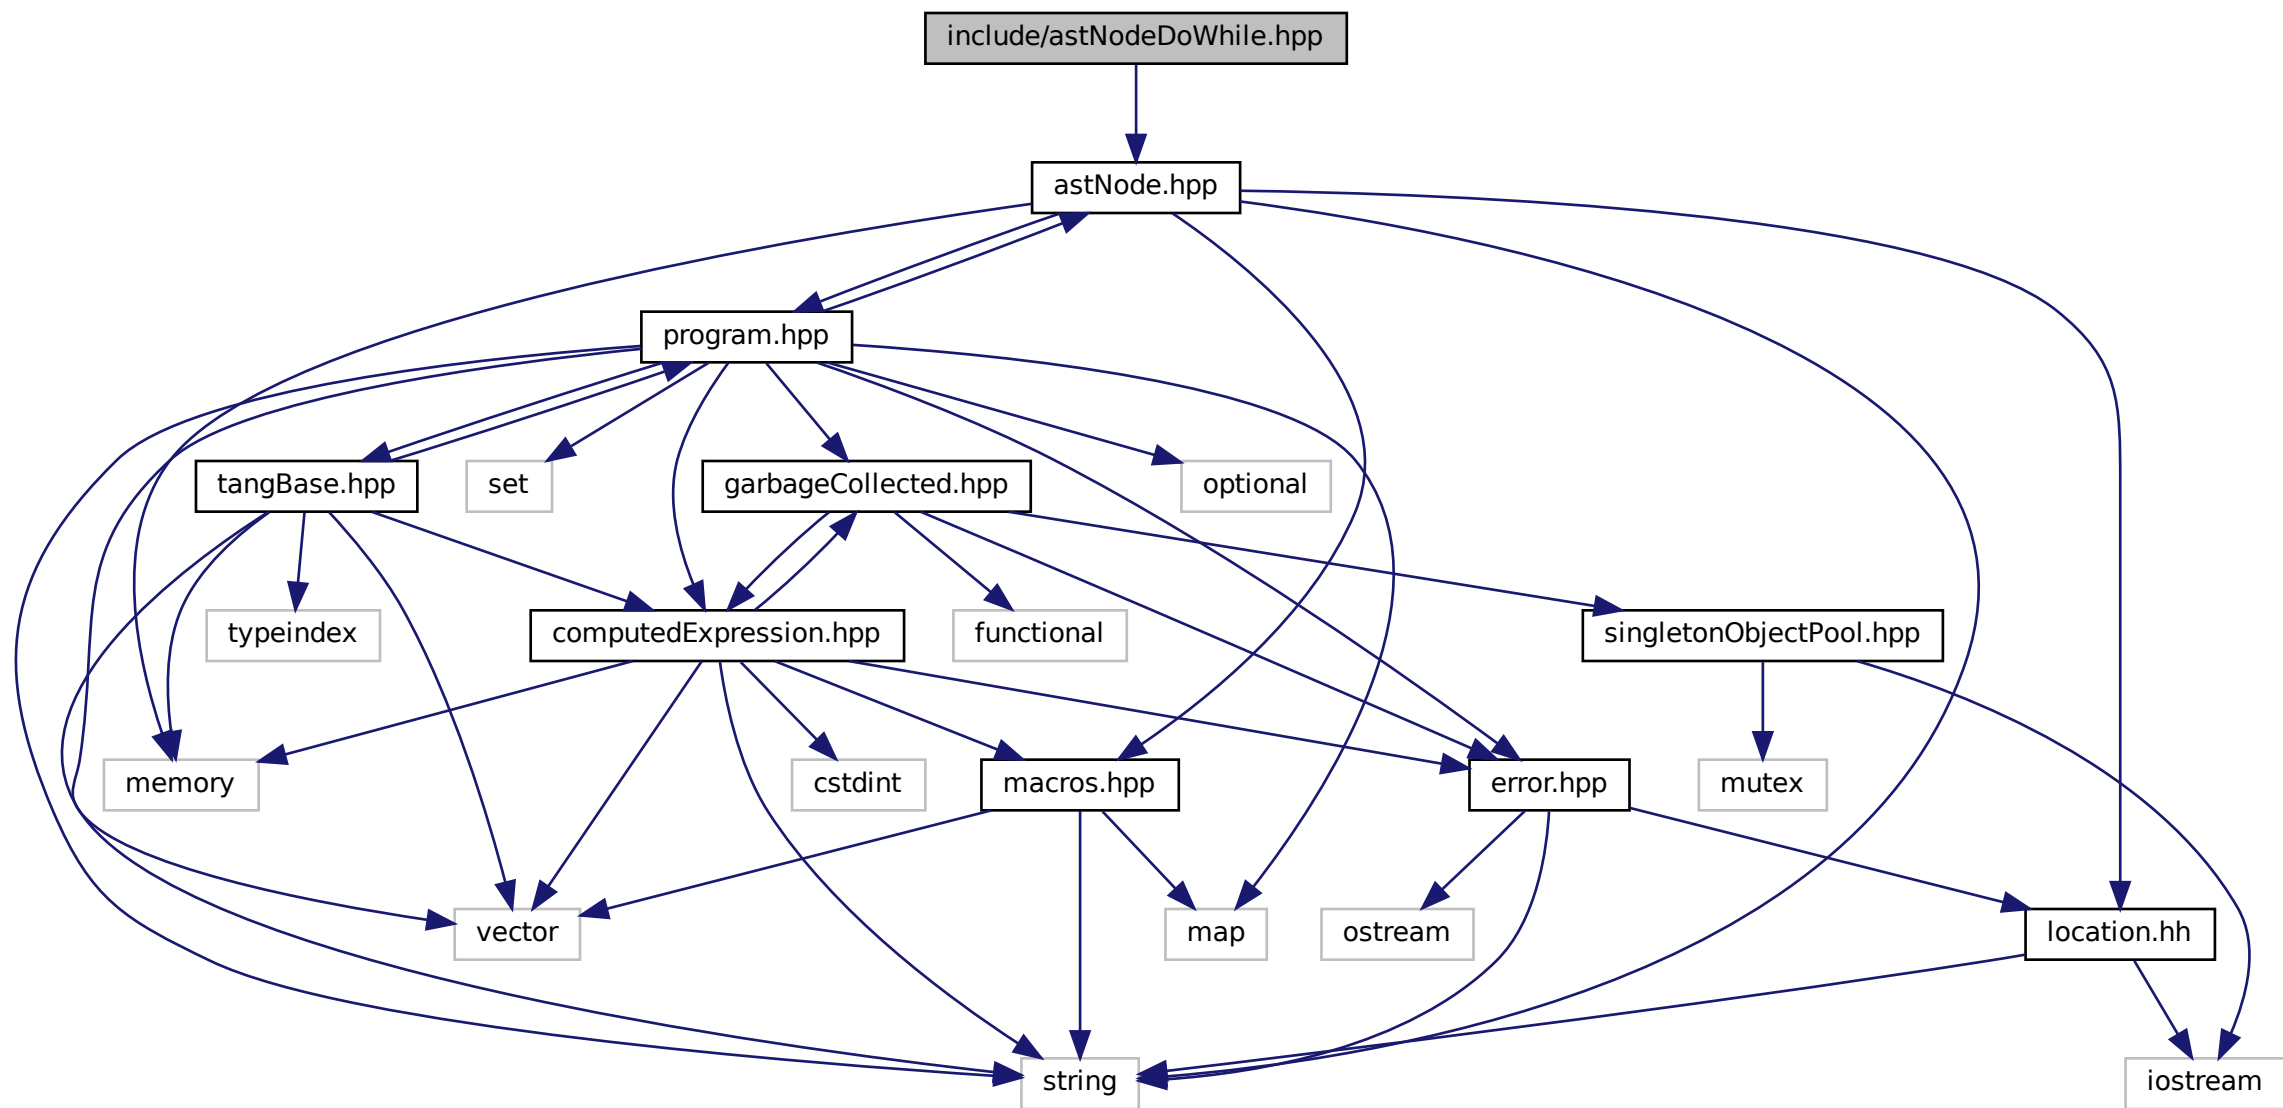 include/astNodeDoWhile.hpp
astNode.hpp
program.hpp
tangBase.hpp
set
garbageCollected.hpp
optional
typeindex
computedExpression.hpp
functional
singletonObjectPool.hpp
memory
cstdint
macros.hpp
error.hpp
mutex
vector
map
ostream
location.hh
string
iostream